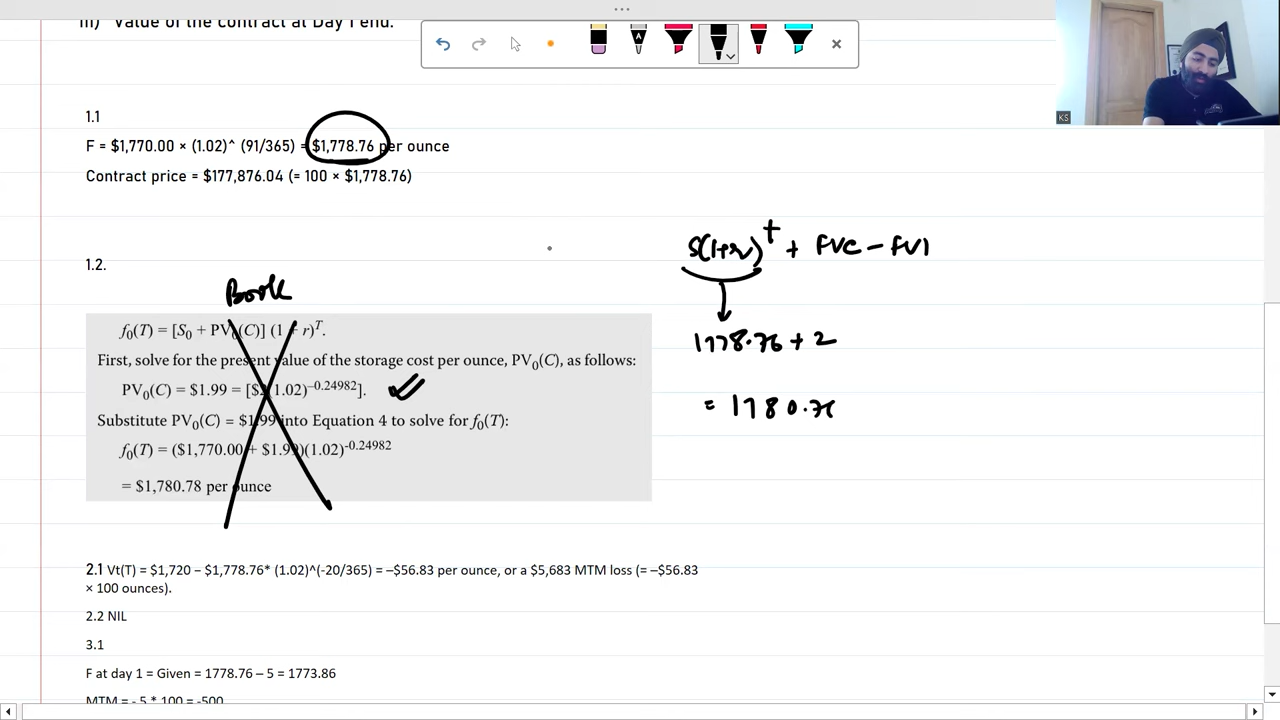 iii) Value of the contract at Day 1 end.
1.1
F = $1,770.00 × (1.02)^ (91/365) = $1,778.76 per ounce
Contract price = $177,876.04 (= 100 × $1,778.76)
S(1+r)^t + FVC - FVI
1.2.
Book
f₀(T) = [S₀ + PV₀(C)] (1 + r)ᵀ.
1778.76 + 2
First, solve for the present value of the storage cost per ounce, PV₀(C), as follows:
PV₀(C) = $1.99 = [$2(1.02)^–0.24982].
= 1780.76
Substitute PV₀(C) = $1.99 into Equation 4 to solve for f₀(T):
f₀(T) = ($1,770.00 + $1.99)(1.02)^-0.24982
= $1,780.78 per ounce
2.1 Vt(T) = $1,720 – $1,778.76* (1.02)^(-20/365) = –$56.83 per ounce, or a $5,683 MTM loss (= –$56.83
× 100 ounces).
2.2 NIL
3.1
F at day 1 = Given = 1778.76 – 5 = 1773.86
MTM = - 5 * 100 = -500
KS
A